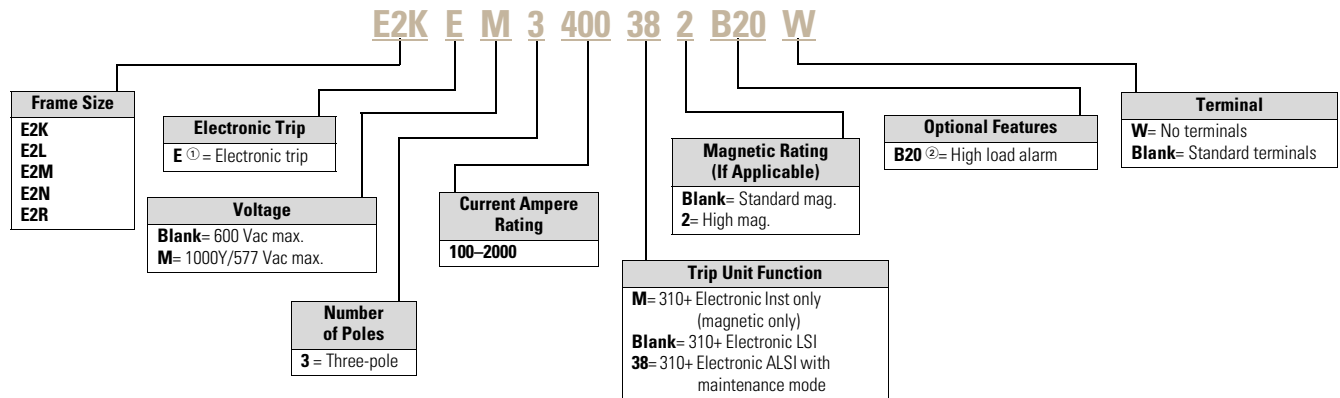 E2K E M 3 400 38 2 B20 W
Frame Size
E2K
E2L
E2M
E2N
E2R
Electronic Trip
E ① = Electronic trip
Voltage
Blank= 600 Vac max.
M= 1000Y/577 Vac max.
Number
of Poles
3 = Three-pole
Current Ampere
Rating
100–2000
Trip Unit Function
M= 310+ Electronic Inst only
(magnetic only)
Blank= 310+ Electronic LSI
38= 310+ Electronic ALSI with
maintenance mode
Magnetic Rating
(If Applicable)
Blank= Standard mag.
2= High mag.
Optional Features
B20 ②= High load alarm
Terminal
W= No terminals
Blank= Standard terminals